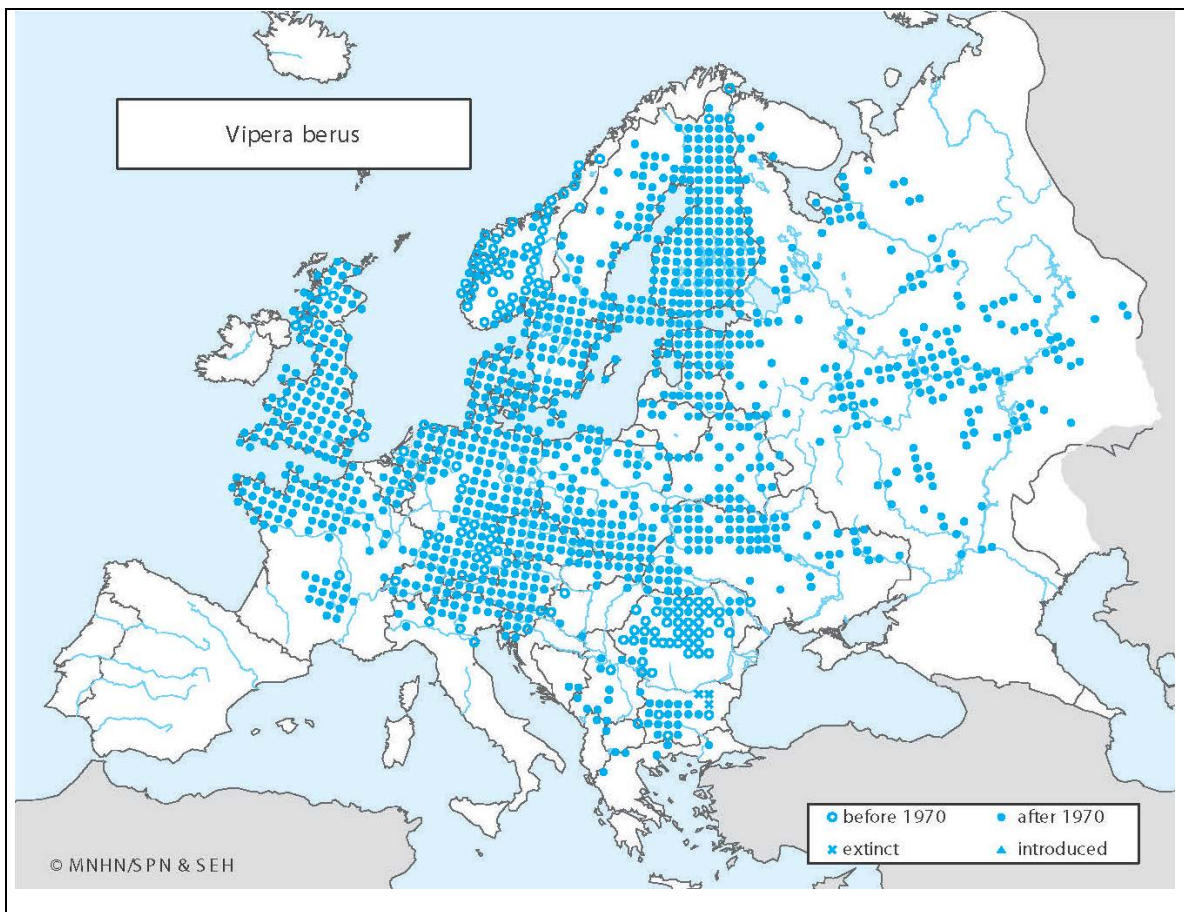 Vipera berus
before 1970
after 1970
extinct
introduced
© MNHN/SPN & SEH